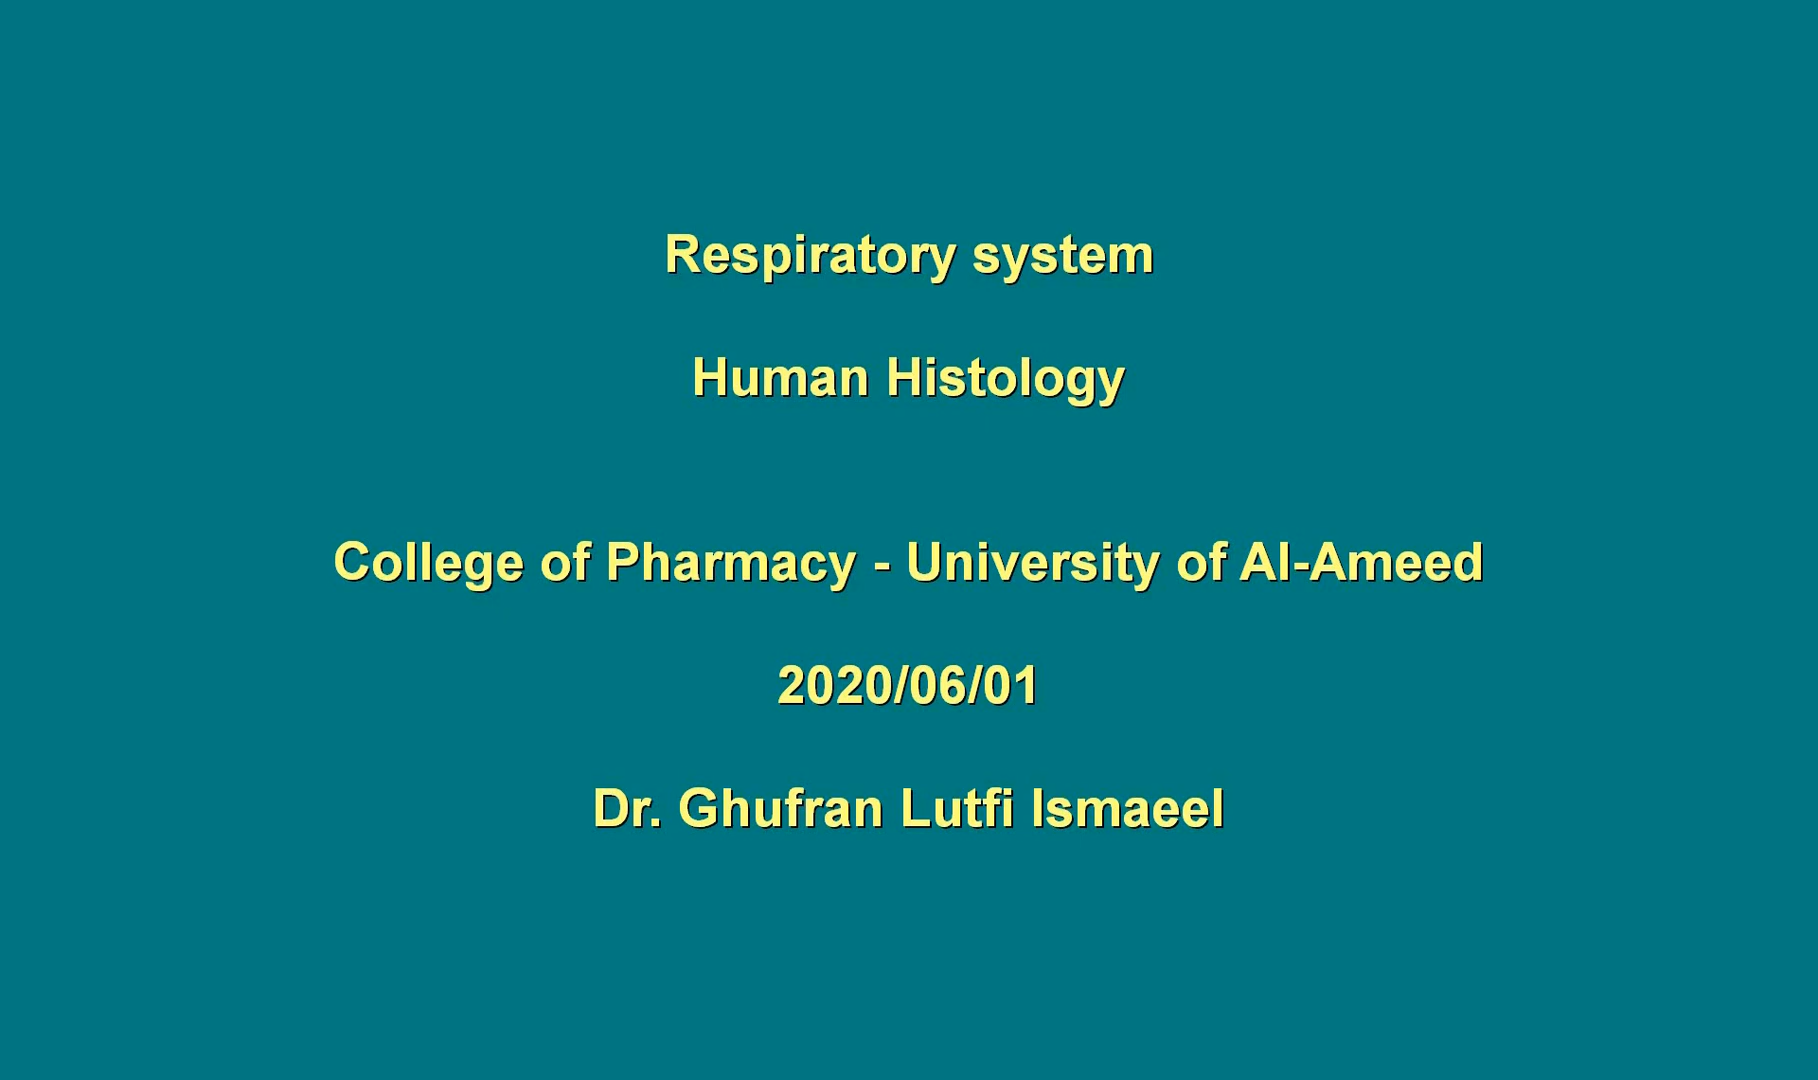 Respiratory system
Human Histology
College of Pharmacy - University of Al-Ameed
2020/06/01
Dr. Ghufran Lutfi Ismaeel